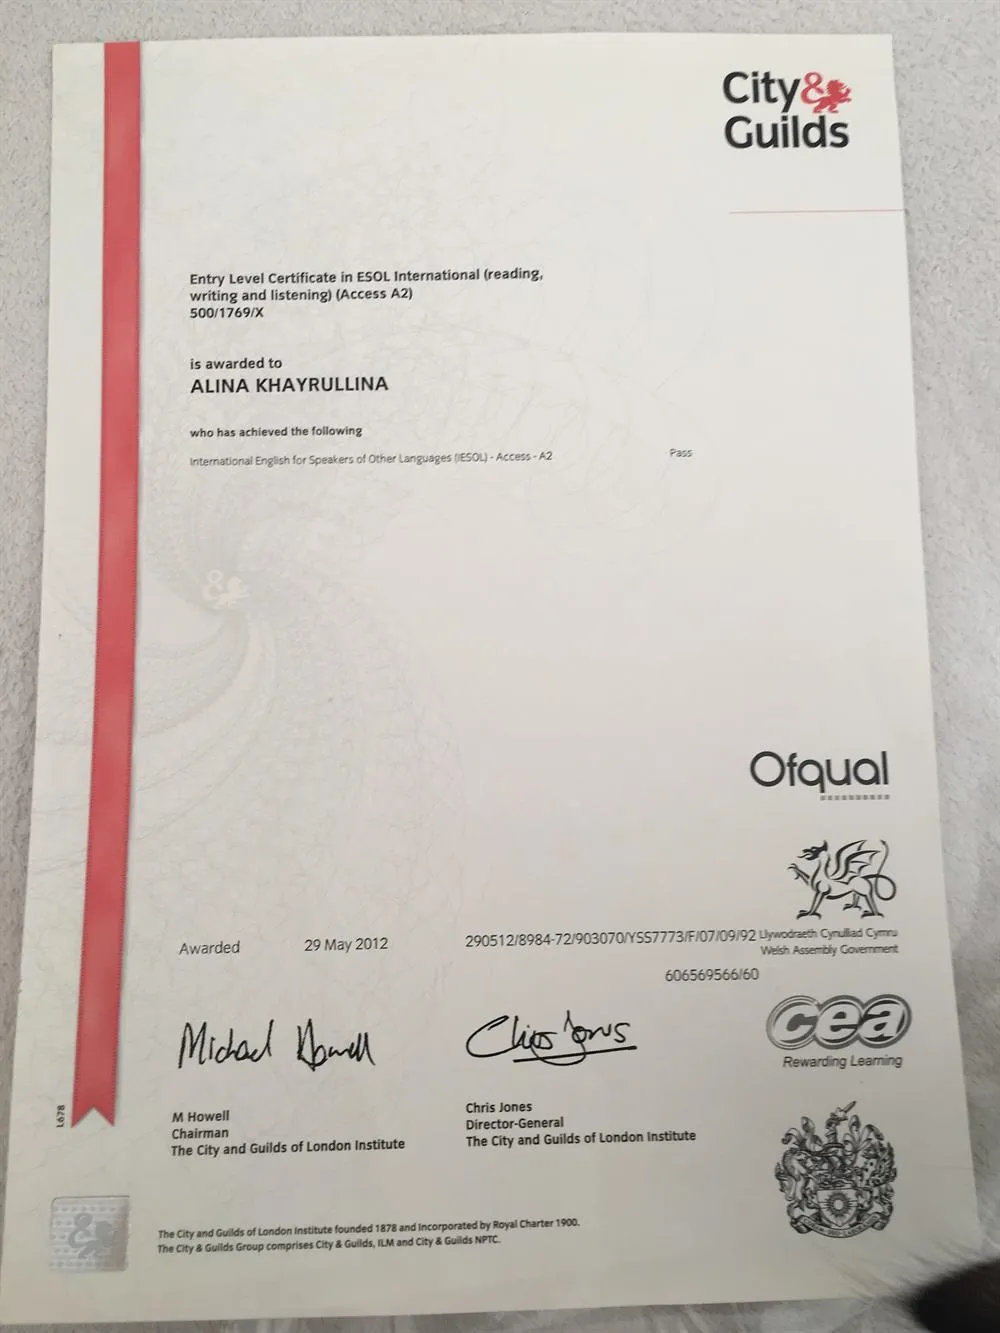 City&
Guilds
Entry Level Certificate in ESOL International (reading,
writing and listening) (Access A2)
500/1769/X
is awarded to
ALINA KHAYRULLINA
who has achieved the following
International English for Speakers of Other Languages (IESOL) - Access - A2 Pass
Ofqual
Awarded 29 May 2012 290512/8984-72/903070/YSS7773/F/07/09/92
606569566/60
Llywodraeth Cynulliad Cymru
Welsh Assembly Government
cea
Rewarding Learning
Michael Howell
Chris Jones
M Howell
Chairman
The City and Guilds of London Institute
Chris Jones
Director-General
The City and Guilds of London Institute
L678
The City and Guilds of London Institute founded 1878 and Incorporated by Royal Charter 1900.
The City & Guilds Group comprises City & Guilds, ILM and City & Guilds NPTC.